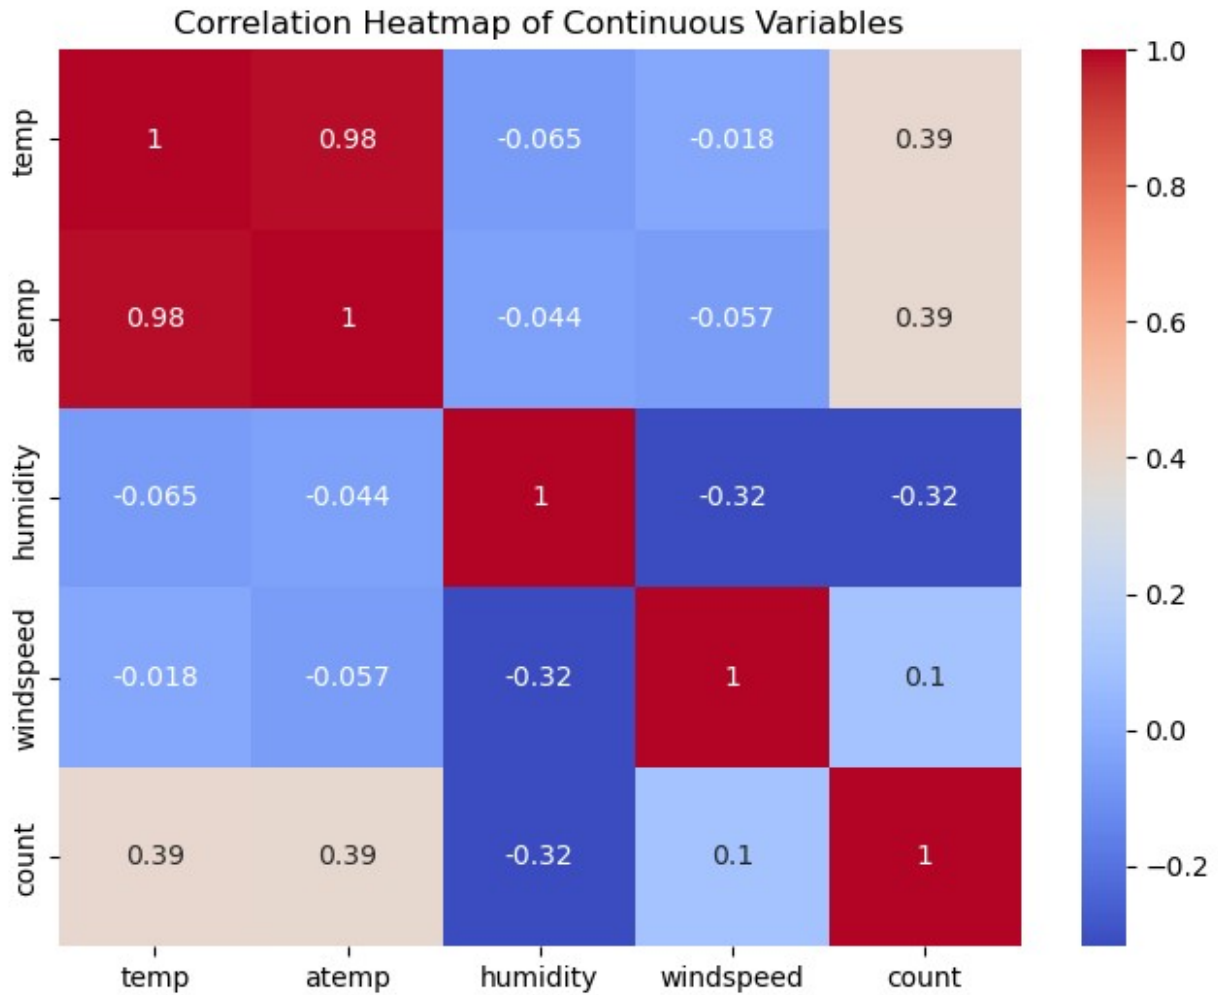 Correlation Heatmap of Continuous Variables
temp 1 0.98 -0.065 -0.018 0.39
atemp 0.98 1 -0.044 -0.057 0.39
humidity -0.065 -0.044 1 -0.32 -0.32
windspeed -0.018 -0.057 -0.32 1 0.1
count 0.39 0.39 -0.32 0.1 1
temp atemp humidity windspeed count
1.0
0.8
0.6
0.4
0.2
0.0
−0.2